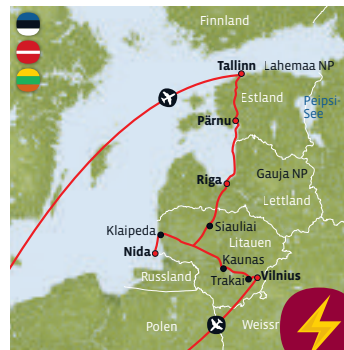 Finnland
Tallinn
Lahemaa NP
Estland
Peipsi-
See
Pärnu
Riga
Gauja NP
Lettland
Siauliai
Klaipeda
Litauen
Nida
Kaunas
Russland
Trakai
Vilnius
Polen
Weissr